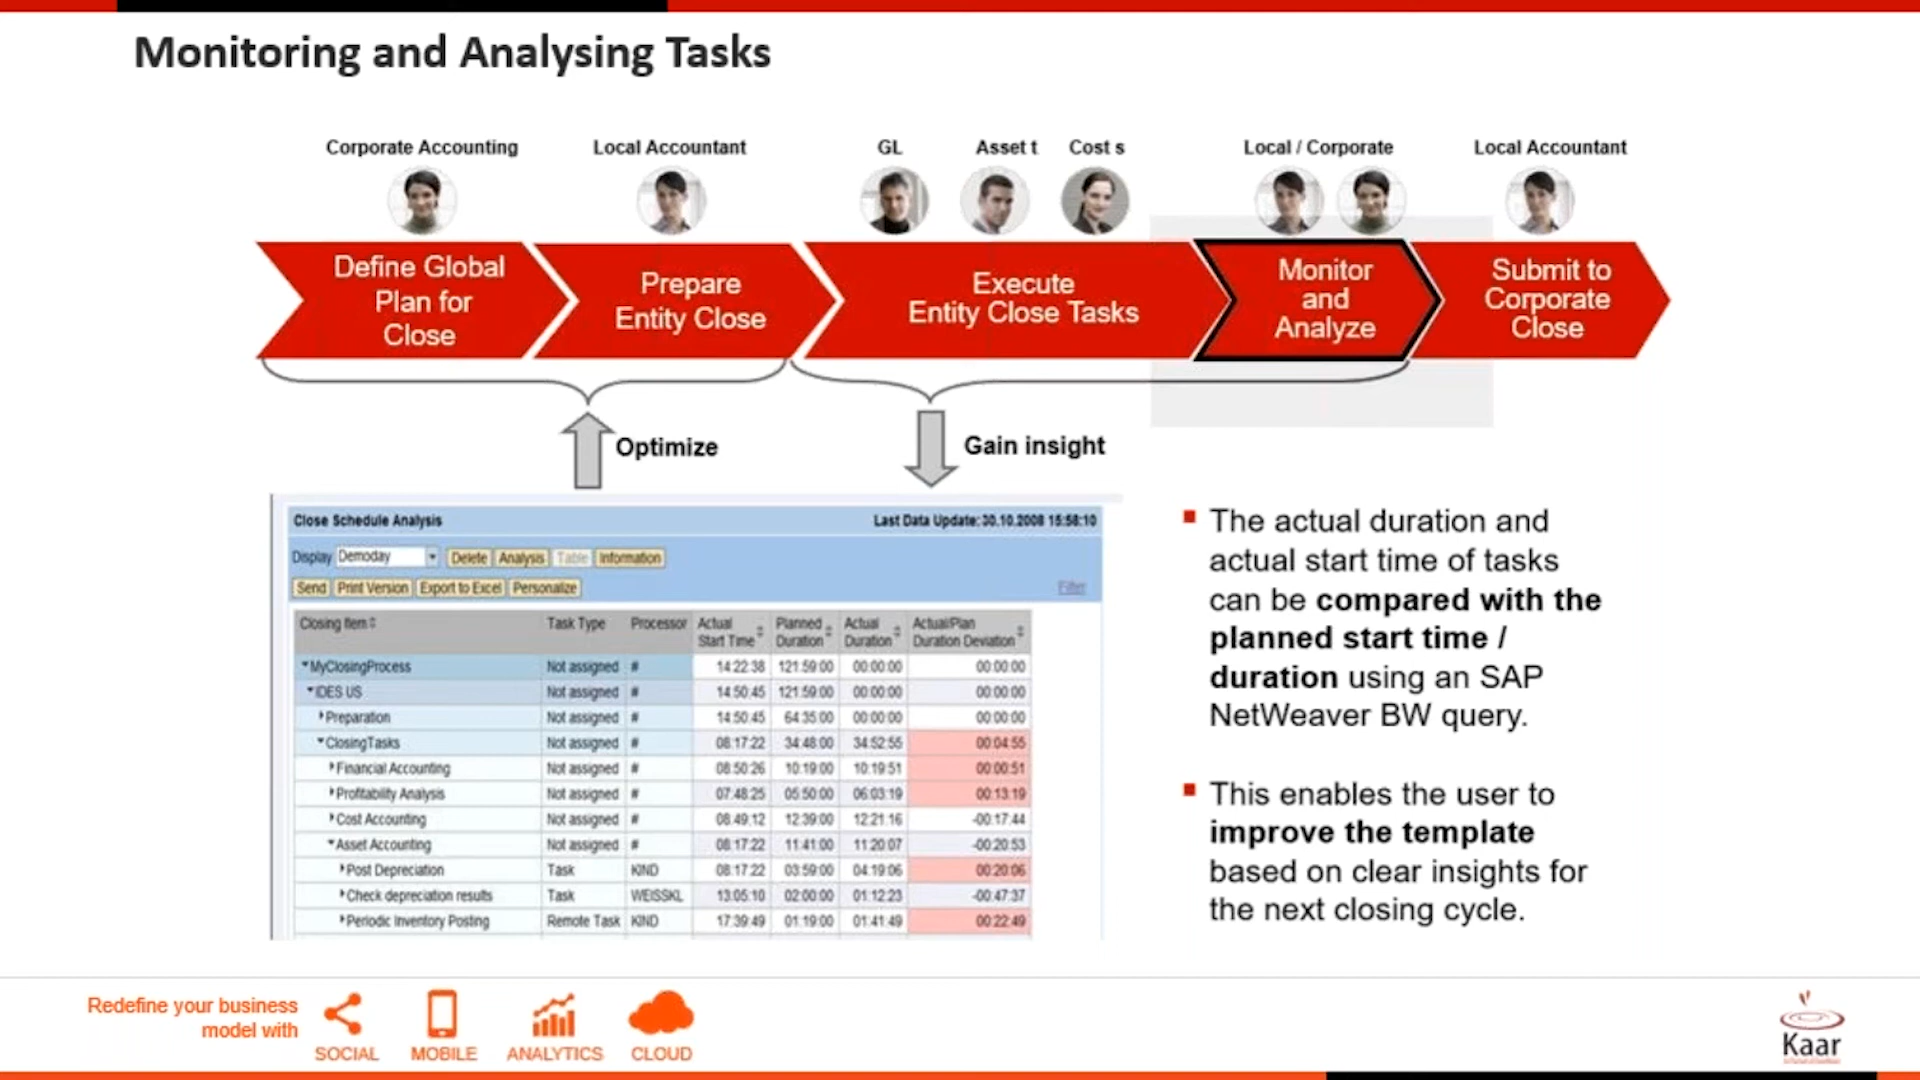 Monitoring and Analysing Tasks
Corporate Accounting
Local Accountant
GL
Asset t
Cost s
Local / Corporate
Local Accountant
Define Global
Plan for
Close
Prepare
Entity Close
Execute
Entity Close Tasks
Monitor
and
Analyze
Submit to
Corporate
Close
Optimize
Gain insight
Close Schedule Analysis Last Data Update: 30.10.2008 15:58:10
Display Demoday Delete Analysis Table Information
Send Print Version Export to Excel Personalize Filter
Closing Item Task Type Processor Actual Start Time Planned Duration Actual Duration Actual/Plan Duration Deviation
MyClosingProcess Not assigned # 14:22:38 121:59:00 00:00:00 00:00:00
IDES US Not assigned # 14:50:45 121:59:00 00:00:00 00:00:00
Preparation Not assigned # 14:50:45 64:35:00 00:00:00 00:00:00
ClosingTasks Not assigned # 08:17:22 34:48:00 34:52:55 00:04:55
Financial Accounting Not assigned # 08:50:26 10:19:00 10:19:51 00:00:51
Profitability Analysis Not assigned # 07:48:25 05:50:00 06:03:19 00:13:19
Cost Accounting Not assigned # 08:49:12 12:39:00 12:21:16 -00:17:44
Asset Accounting Not assigned # 08:17:22 11:41:00 11:20:07 -00:20:53
Post Depreciation Task KIND 08:17:22 03:59:00 04:19:06 00:20:06
Check depreciation results Task WEISSKL 13:05:10 02:00:00 01:12:23 -00:47:37
Periodic Inventory Posting Remote Task KIND 17:39:49 01:19:00 01:41:49 00:22:49
The actual duration and
actual start time of tasks
can be compared with the
planned start time /
duration using an SAP
NetWeaver BW query.
This enables the user to
improve the template
based on clear insights for
the next closing cycle.
Redefine your business
model with
SOCIAL
MOBILE
ANALYTICS
CLOUD
Kaar